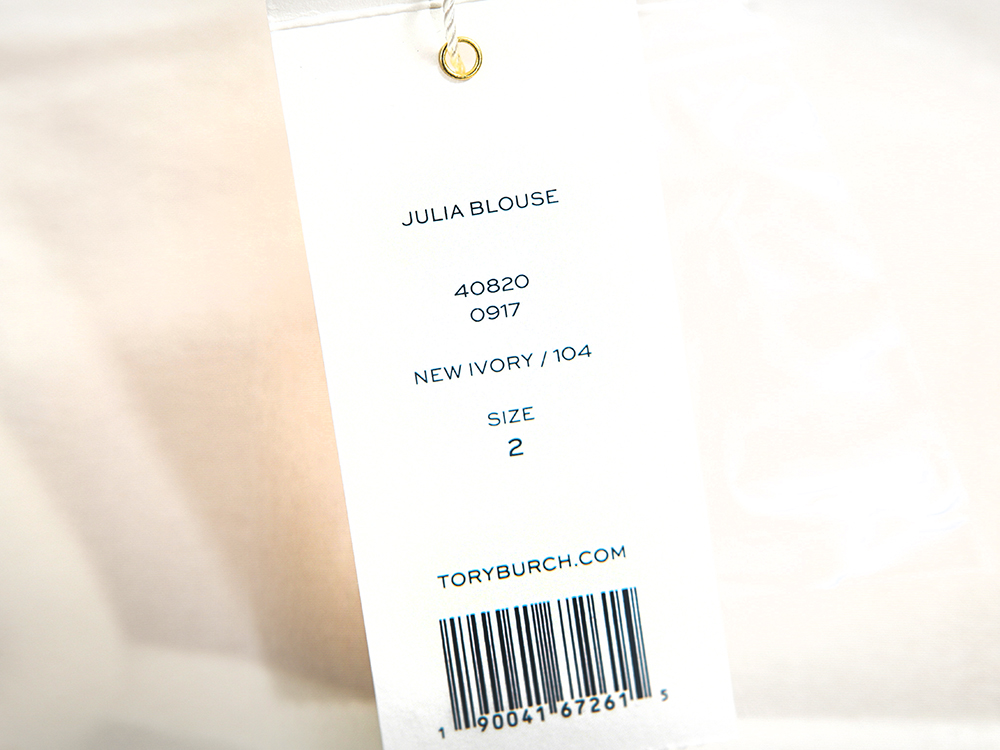 JULIA BLOUSE
40820
0917
NEW IVORY / 104
SIZE
2
TORYBURCH.COM
1 90041 67261 5